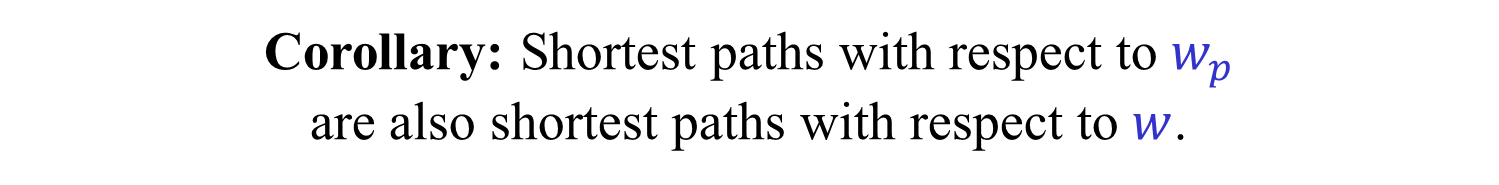 Corollary: Shortest paths with respect to $w_p$
are also shortest paths with respect to $w$.